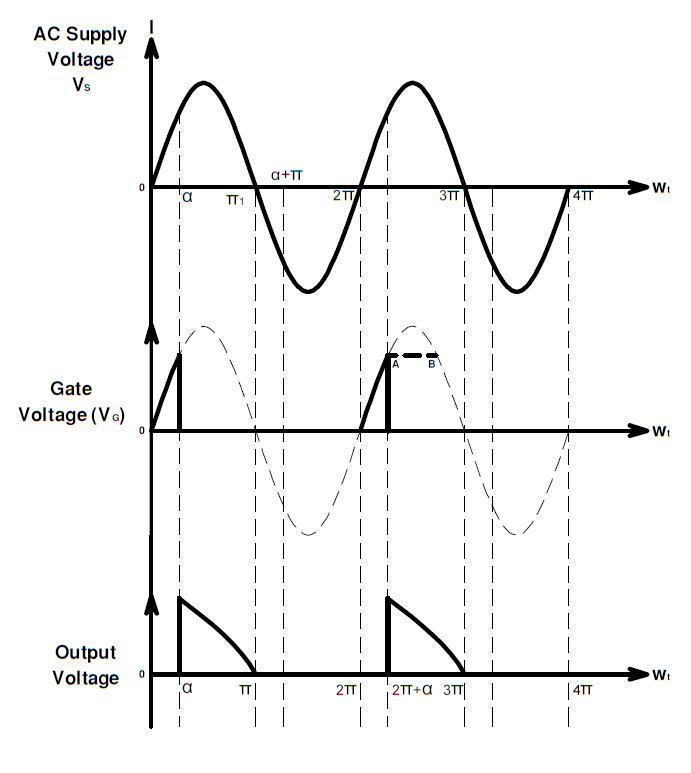 AC Supply
Voltage
Vs
α+π
0
α
π1
2π
3π
4π
Wt
A
B
Gate
Voltage (VG)
0
Wt
Output
Voltage
0
Wt
α
π
2π
2π+α
3π
4π